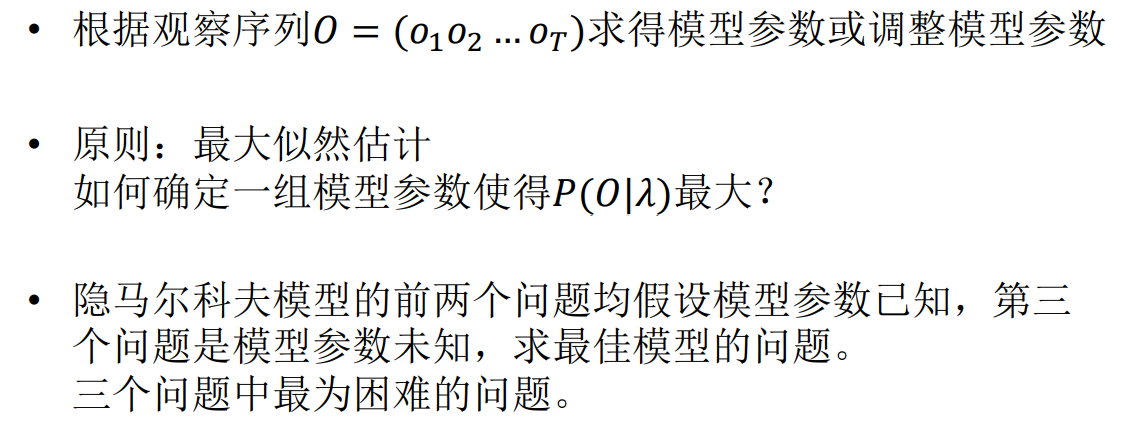 • 根据观察序列O = (o₁o₂ … o_T)求得模型参数或调整模型参数
• 原则：最大似然估计
如何确定一组模型参数使得P(O|λ)最大？
• 隐马尔科夫模型的前两个问题均假设模型参数已知，第三
个问题是模型参数未知，求最佳模型的问题。
三个问题中最为困难的问题。